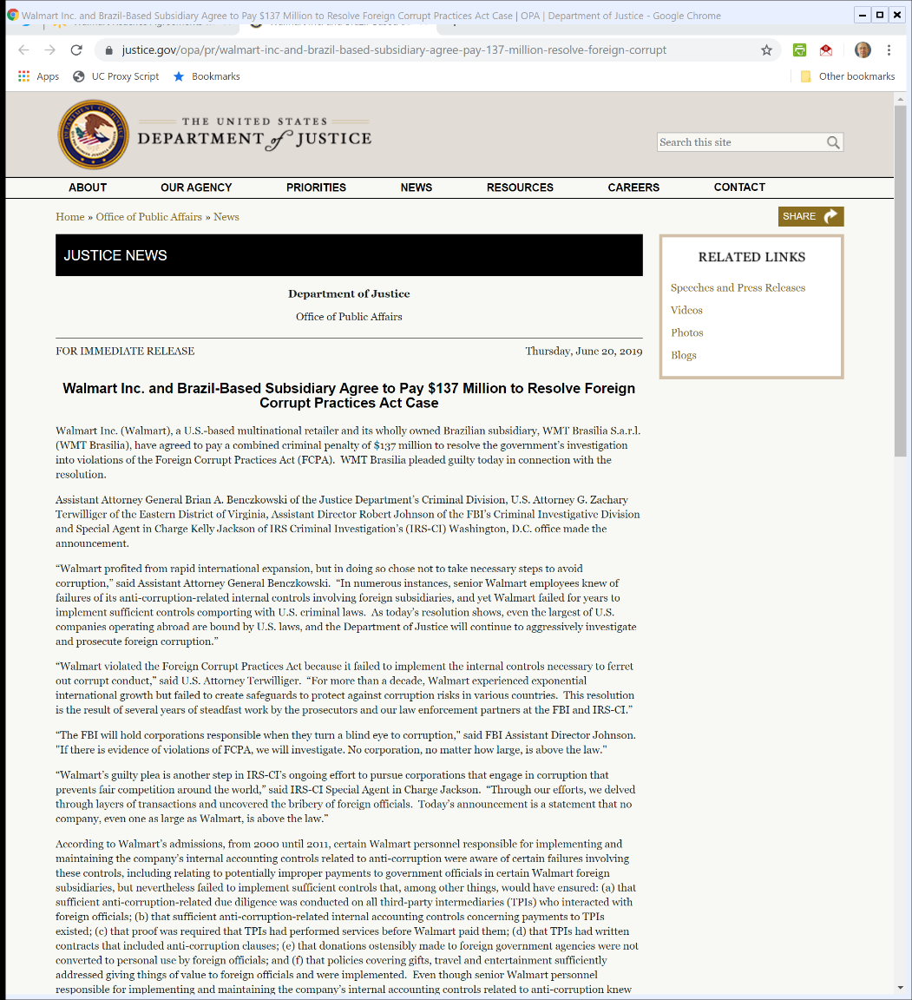 Walmart Inc. and Brazil-Based Subsidiary Agree to Pay $137 Million to Resolve Foreign Corrupt Practices Act Case | OPA | Department of Justice - Google Chrome
justice.gov/opa/pr/walmart-inc-and-brazil-based-subsidiary-agree-pay-137-million-resolve-foreign-corrupt
Apps UC Proxy Script Bookmarks Other bookmarks
THE UNITED STATES
DEPARTMENT of JUSTICE
Search this site
ABOUT OUR AGENCY PRIORITIES NEWS RESOURCES CAREERS CONTACT
Home » Office of Public Affairs » News
SHARE
JUSTICE NEWS
Department of Justice
Office of Public Affairs
FOR IMMEDIATE RELEASE Thursday, June 20, 2019
Walmart Inc. and Brazil-Based Subsidiary Agree to Pay $137 Million to Resolve Foreign
Corrupt Practices Act Case
Walmart Inc. (Walmart), a U.S.-based multinational retailer and its wholly owned Brazilian subsidiary, WMT Brasilia S.a.r.l.
(WMT Brasilia), have agreed to pay a combined criminal penalty of $137 million to resolve the government’s investigation
into violations of the Foreign Corrupt Practices Act (FCPA).  WMT Brasilia pleaded guilty today in connection with the
resolution.
Assistant Attorney General Brian A. Benczkowski of the Justice Department’s Criminal Division, U.S. Attorney G. Zachary
Terwilliger of the Eastern District of Virginia, Assistant Director Robert Johnson of the FBI’s Criminal Investigative Division
and Special Agent in Charge Kelly Jackson of IRS Criminal Investigation’s (IRS-CI) Washington, D.C. office made the
announcement.
“Walmart profited from rapid international expansion, but in doing so chose not to take necessary steps to avoid
corruption,” said Assistant Attorney General Benczkowski.  “In numerous instances, senior Walmart employees knew of
failures of its anti-corruption-related internal controls involving foreign subsidiaries, and yet Walmart failed for years to
implement sufficient controls comporting with U.S. criminal laws.  As today’s resolution shows, even the largest of U.S.
companies operating abroad are bound by U.S. laws, and the Department of Justice will continue to aggressively investigate
and prosecute foreign corruption.”
“Walmart violated the Foreign Corrupt Practices Act because it failed to implement the internal controls necessary to ferret
out corrupt conduct,” said U.S. Attorney Terwilliger.  “For more than a decade, Walmart experienced exponential
international growth but failed to create safeguards to protect against corruption risks in various countries.  This resolution
is the result of several years of steadfast work by the prosecutors and our law enforcement partners at the FBI and IRS-CI.”
“The FBI will hold corporations responsible when they turn a blind eye to corruption,” said FBI Assistant Director Johnson.
"If there is evidence of violations of FCPA, we will investigate. No corporation, no matter how large, is above the law."
“Walmart’s guilty plea is another step in IRS-CI’s ongoing effort to pursue corporations that engage in corruption that
prevents fair competition around the world,” said IRS-CI Special Agent in Charge Jackson.  “Through our efforts, we delved
through layers of transactions and uncovered the bribery of foreign officials.  Today’s announcement is a statement that no
company, even one as large as Walmart, is above the law.”
According to Walmart’s admissions, from 2000 until 2011, certain Walmart personnel responsible for implementing and
maintaining the company’s internal accounting controls related to anti-corruption were aware of certain failures involving
these controls, including relating to potentially improper payments to government officials in certain Walmart foreign
subsidiaries, but nevertheless failed to implement sufficient controls that, among other things, would have ensured: (a) that
sufficient anti-corruption-related due diligence was conducted on all third-party intermediaries (TPIs) who interacted with
foreign officials; (b) that sufficient anti-corruption-related internal accounting controls concerning payments to TPIs
existed; (c) that proof was required that TPIs had performed services before Walmart paid them; (d) that TPIs had written
contracts that included anti-corruption clauses; (e) that donations ostensibly made to foreign government agencies were not
converted to personal use by foreign officials; and (f) that policies covering gifts, travel and entertainment sufficiently
addressed giving things of value to foreign officials and were implemented.  Even though senior Walmart personnel
responsible for implementing and maintaining the company’s internal accounting controls related to anti-corruption knew
RELATED LINKS
Speeches and Press Releases
Videos
Photos
Blogs